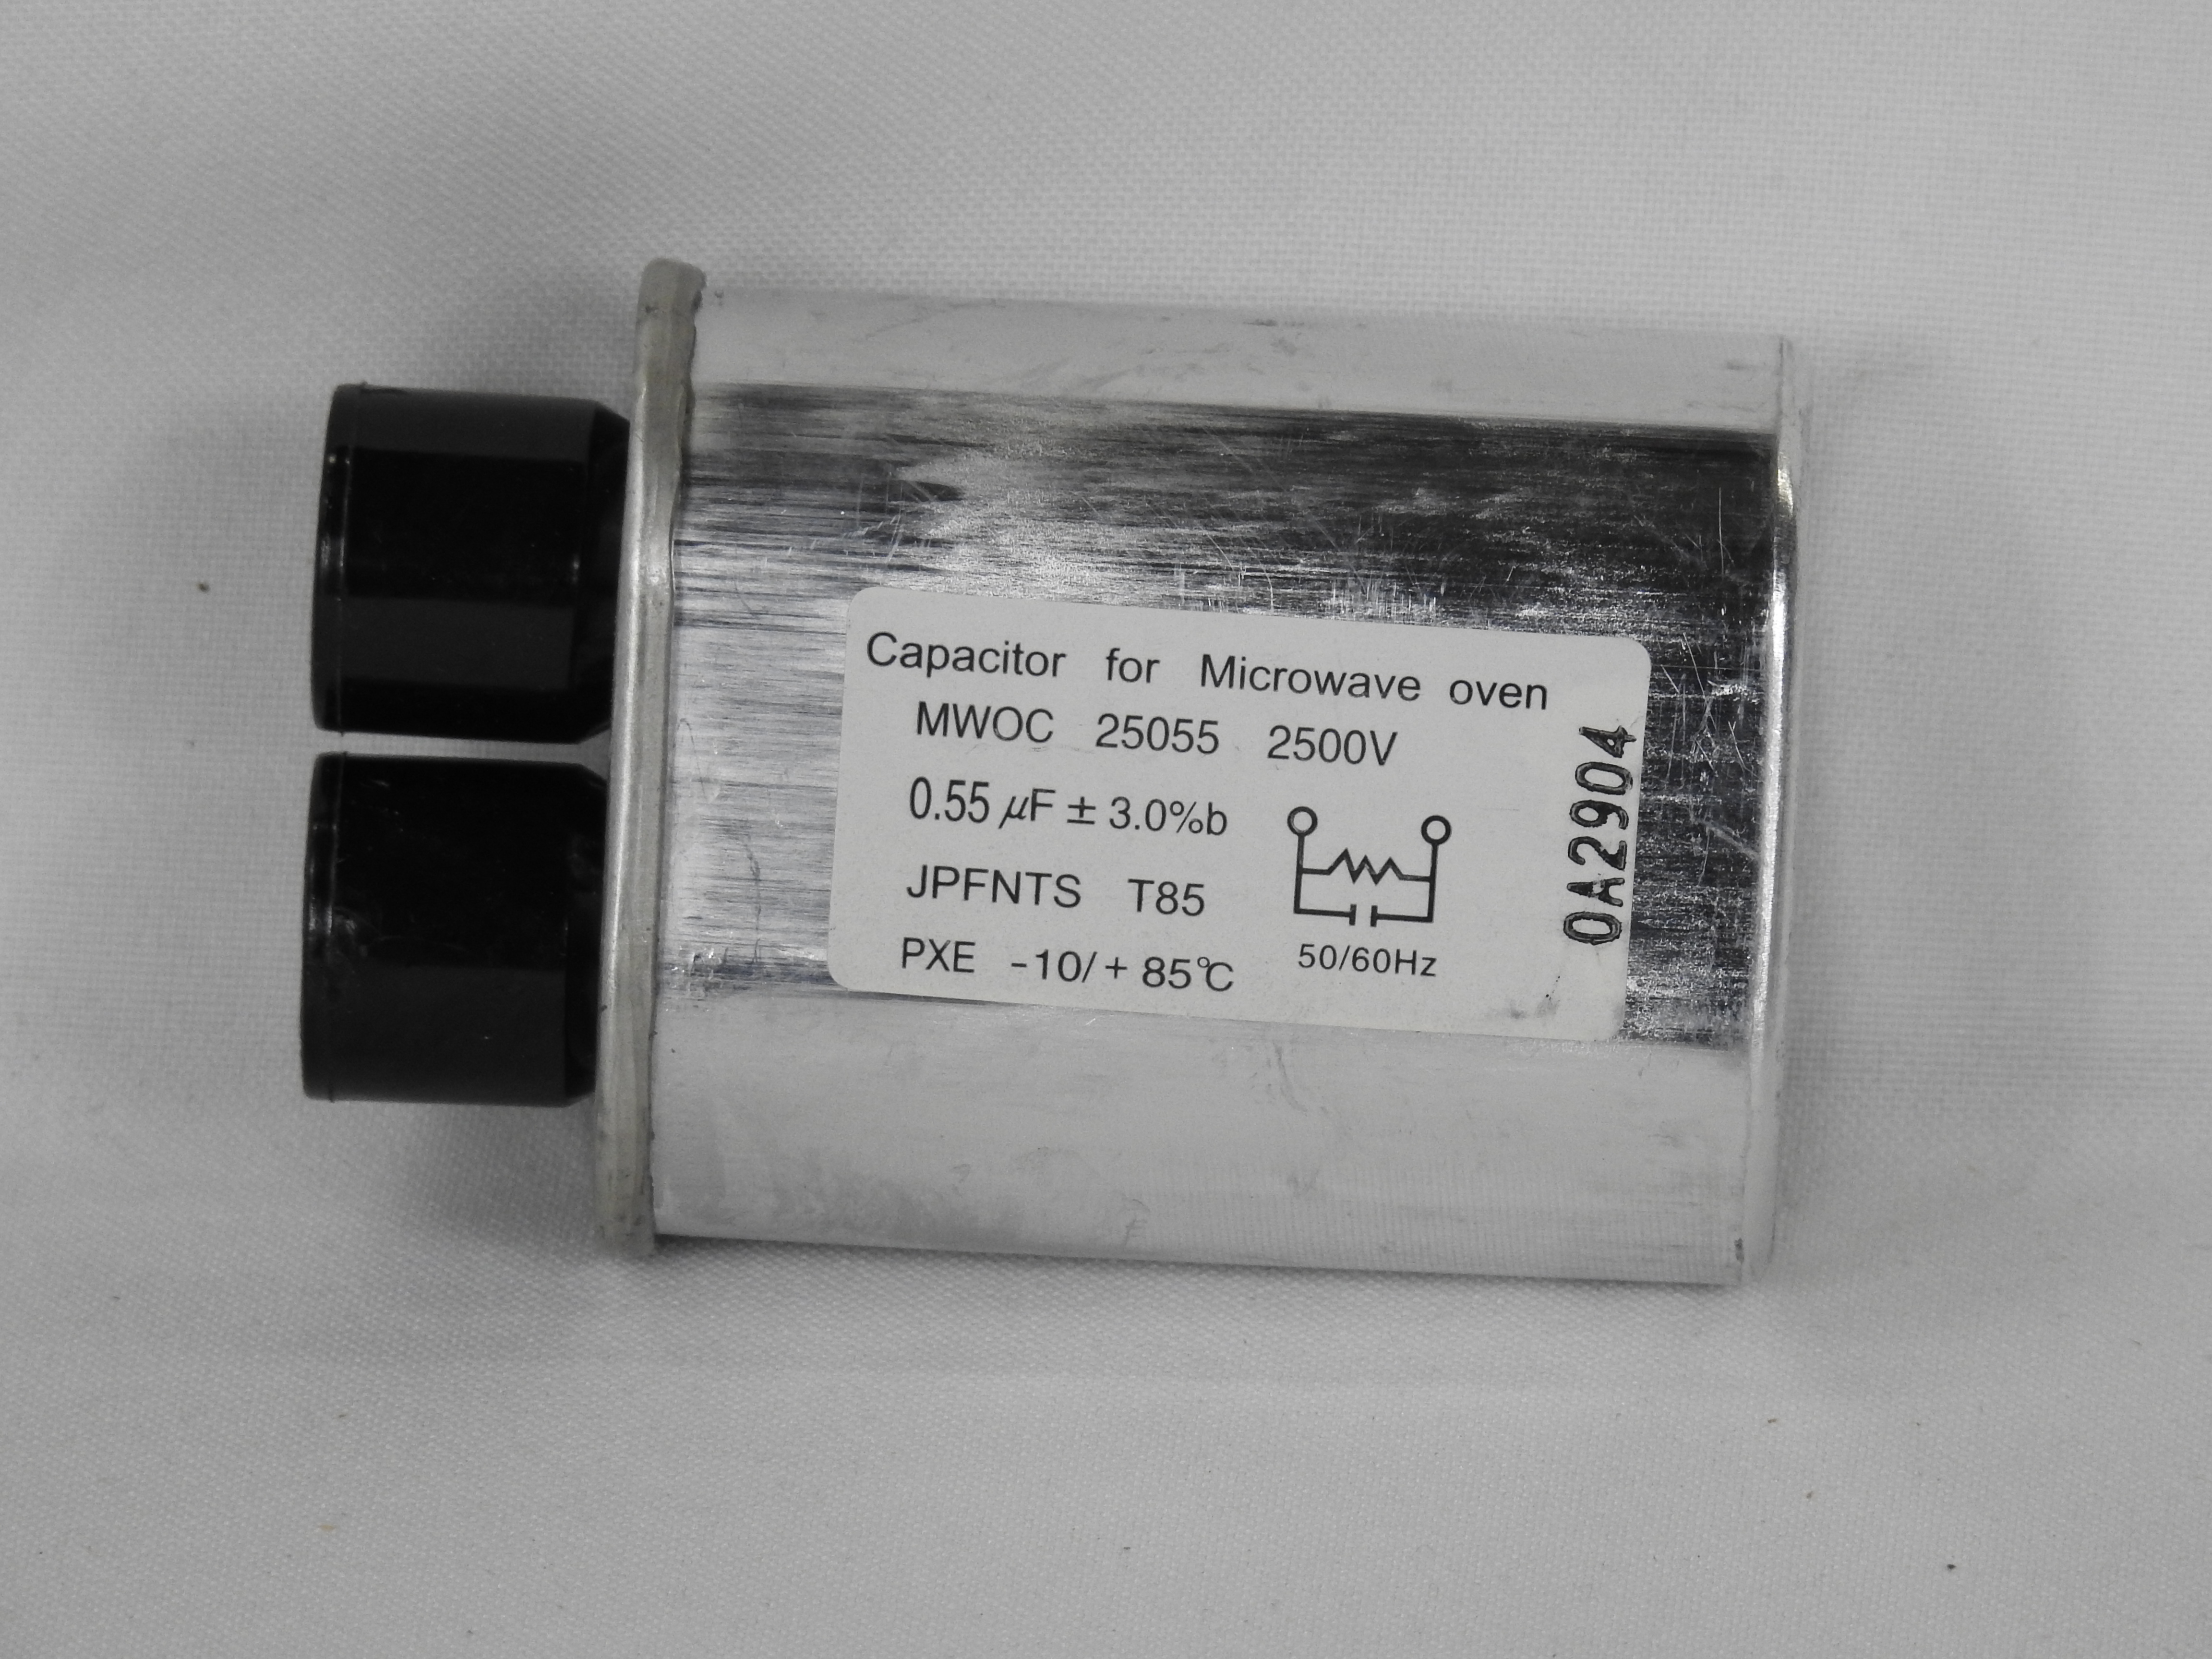 Capacitor for Microwave oven
MWOC 25055 2500V
0.55 μF ± 3.0%b
JPFNTS T85
PXE -10/+ 85℃
50/60Hz
0A2904